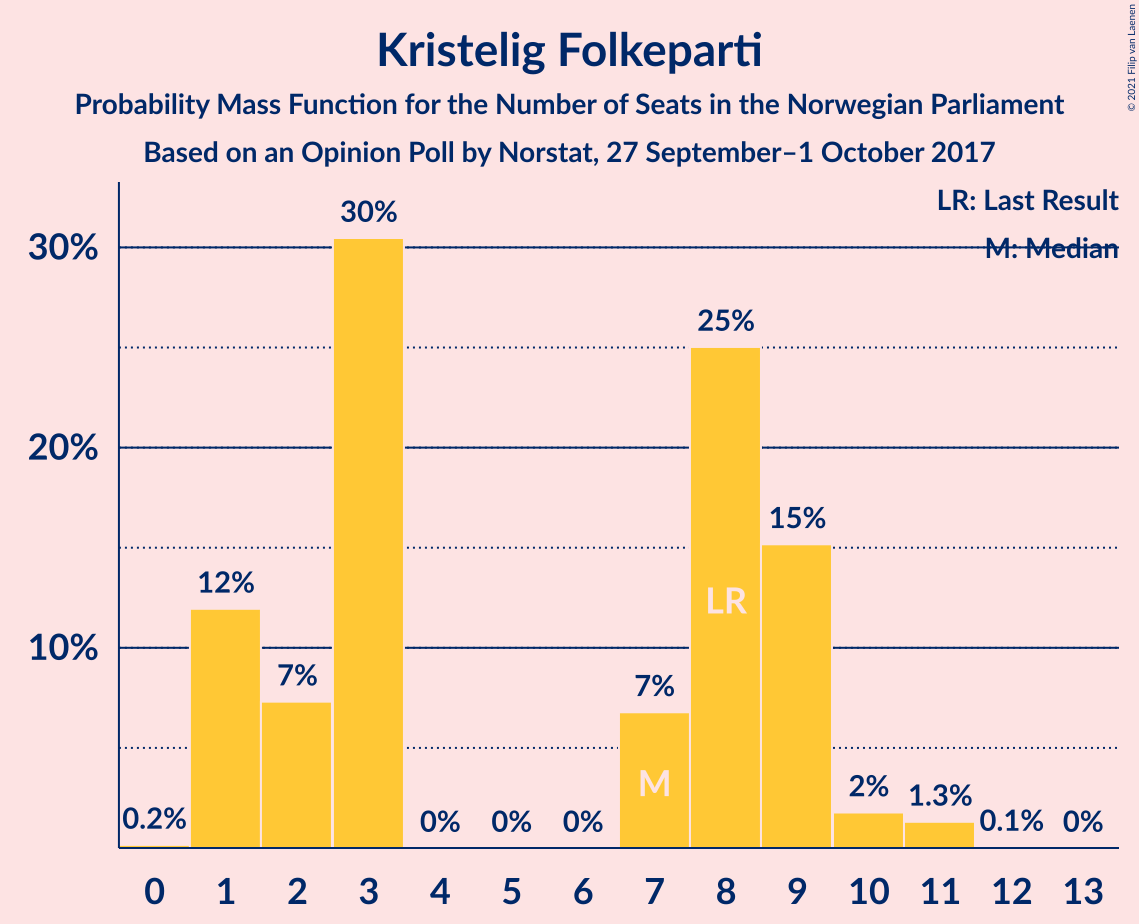 Kristelig Folkeparti
Probability Mass Function for the Number of Seats in the Norwegian Parliament
Based on an Opinion Poll by Norstat, 27 September–1 October 2017
© 2021 Filip van Laenen
LR: Last Result
M: Median
30%
20%
10%
0.2%
12%
7%
30%
0%
0%
0%
7%
25%
15%
2%
1.3%
0.1%
0%
LR
M
0 1 2 3 4 5 6 7 8 9 10 11 12 13